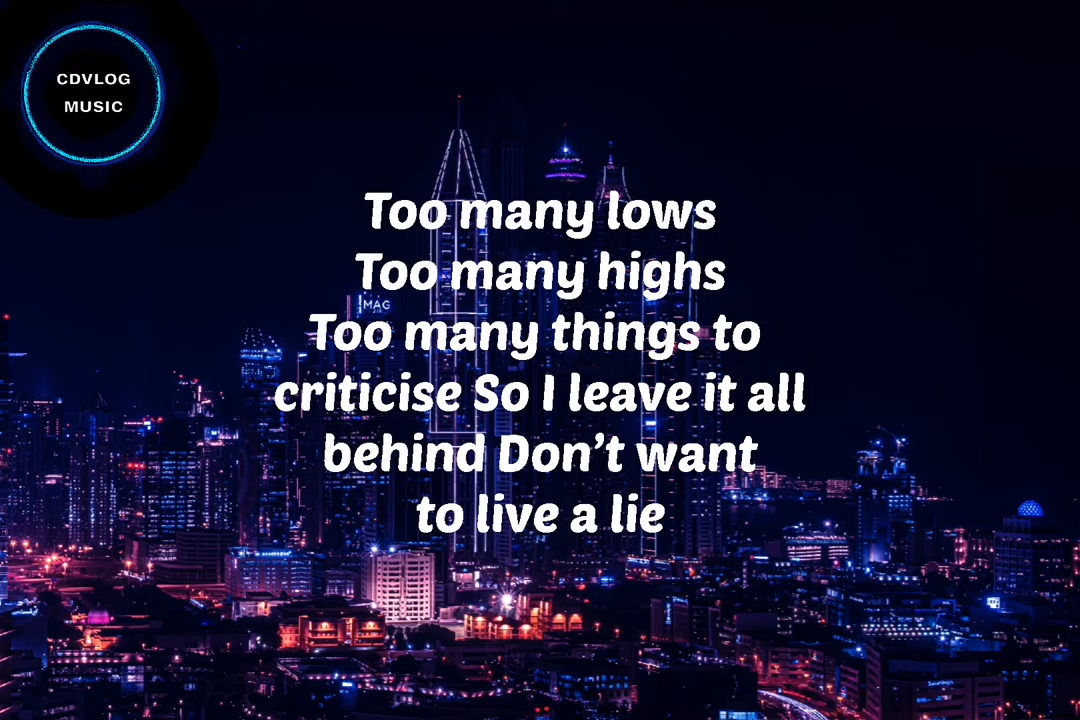 CDVLOG
MUSIC
Too many lows
Too many highs
MAG
Too many things to
criticise So I leave it all
behind Don’t want
to live a lie